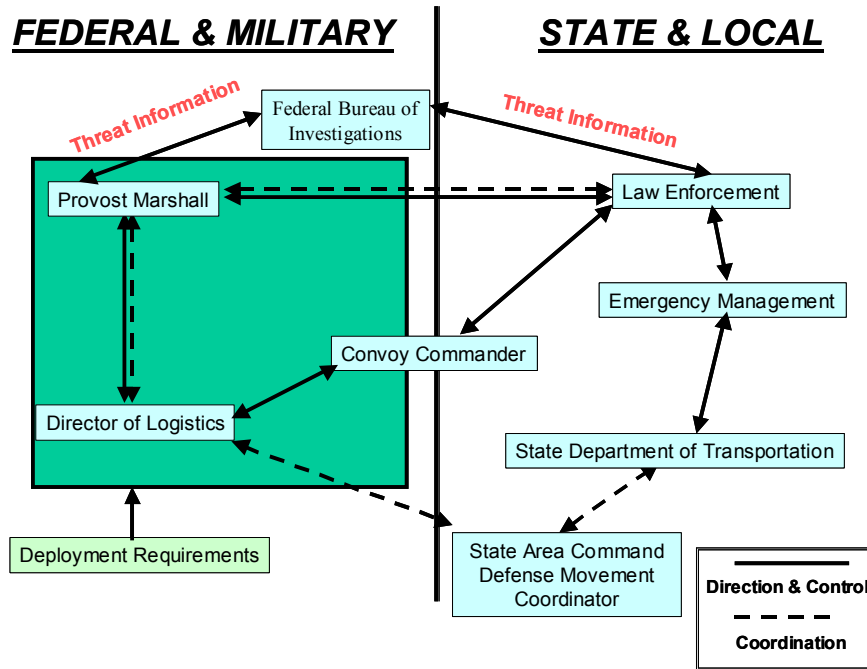 FEDERAL & MILITARY
STATE & LOCAL
Threat Information
Federal Bureau of
Investigations
Threat Information
Provost Marshall
Law Enforcement
Emergency Management
Convoy Commander
Director of Logistics
State Department of Transportation
Deployment Requirements
State Area Command
Defense Movement
Coordinator
Direction & Control
Coordination